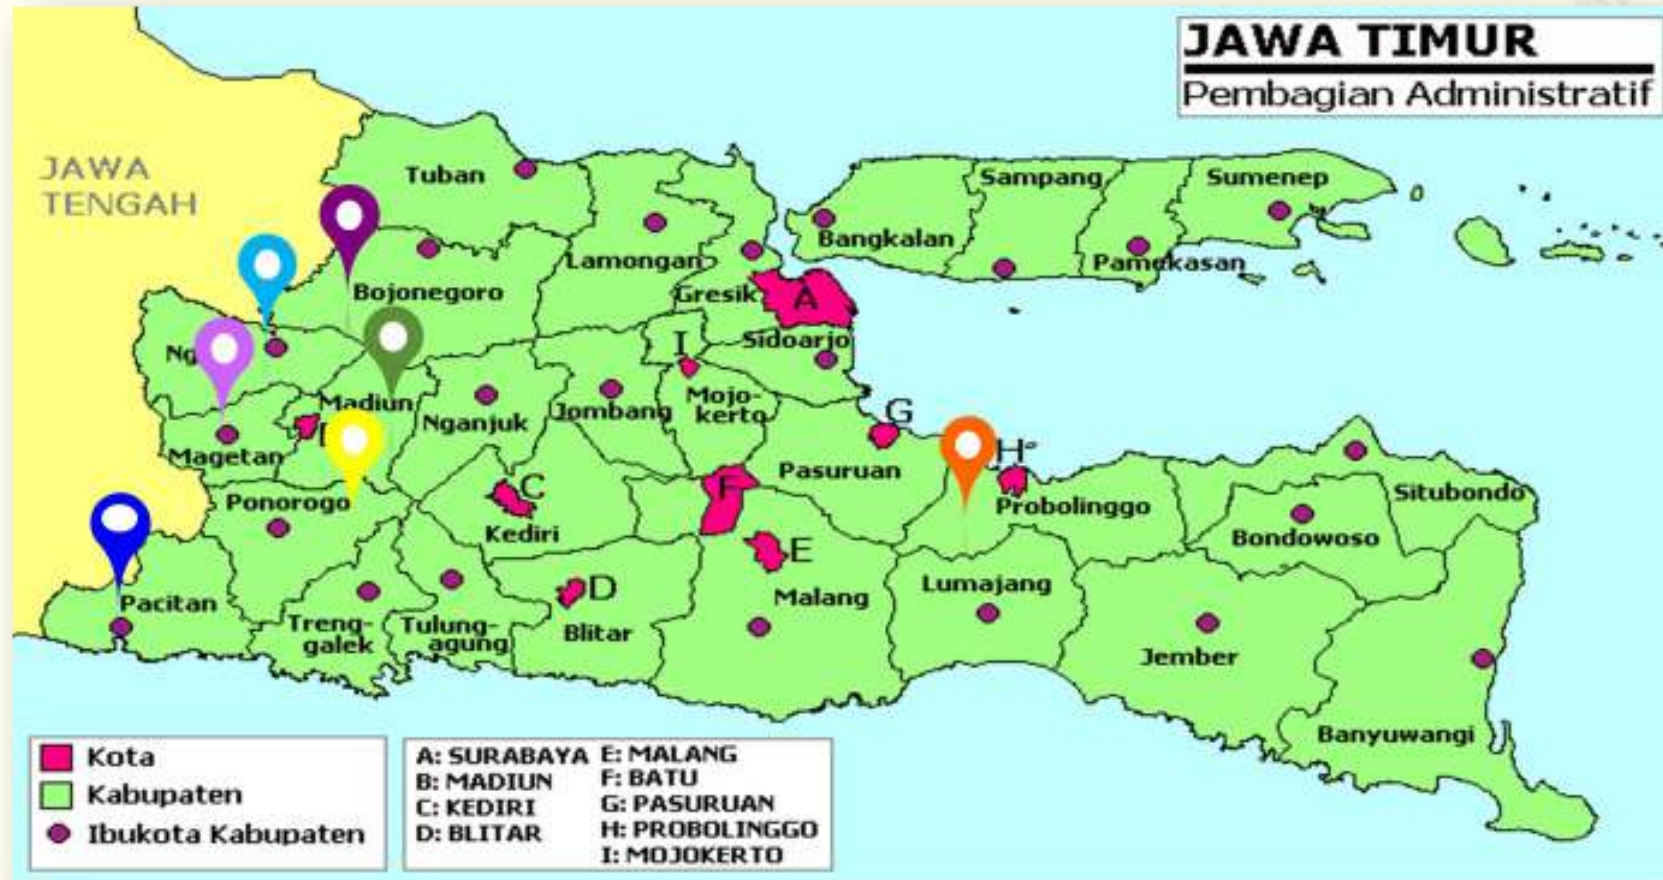 JAWA TIMUR
Pembagian Administratif
JAWA
TENGAH
Tuban
Sampang
Sumenep
Bangkalan
Lamongan
Pamekasan
Bojonegoro
Gresik
A
I
Sidoarjo
Madiun
Nganjuk
Jombang
Mojo-
kerto
G
Magetan
Pasuruan
H
Ponorogo
C
F
Probolinggo
Situbondo
Kediri
Bondowoso
E
Lumajang
Pacitan
D
Malang
Treng-
galek
Tulung-
agung
Blitar
Jember
Banyuwangi
Kota
Kabupaten
Ibukota Kabupaten
A: SURABAYA
B: MADIUN
C: KEDIRI
D: BLITAR
E: MALANG
F: BATU
G: PASURUAN
H: PROBOLINGGO
I: MOJOKERTO